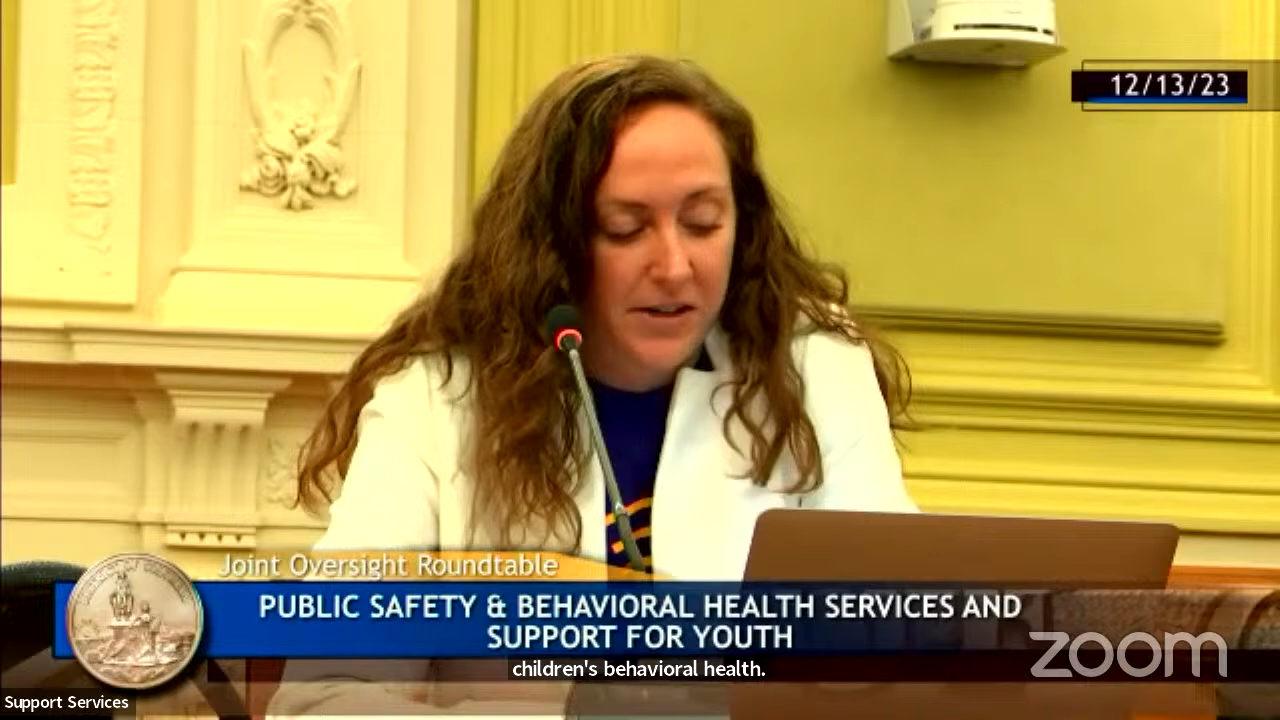 12/13/23
Joint Oversight Roundtable
PUBLIC SAFETY & BEHAVIORAL HEALTH SERVICES AND
SUPPORT FOR YOUTH
children's behavioral health.
zoom
Support Services